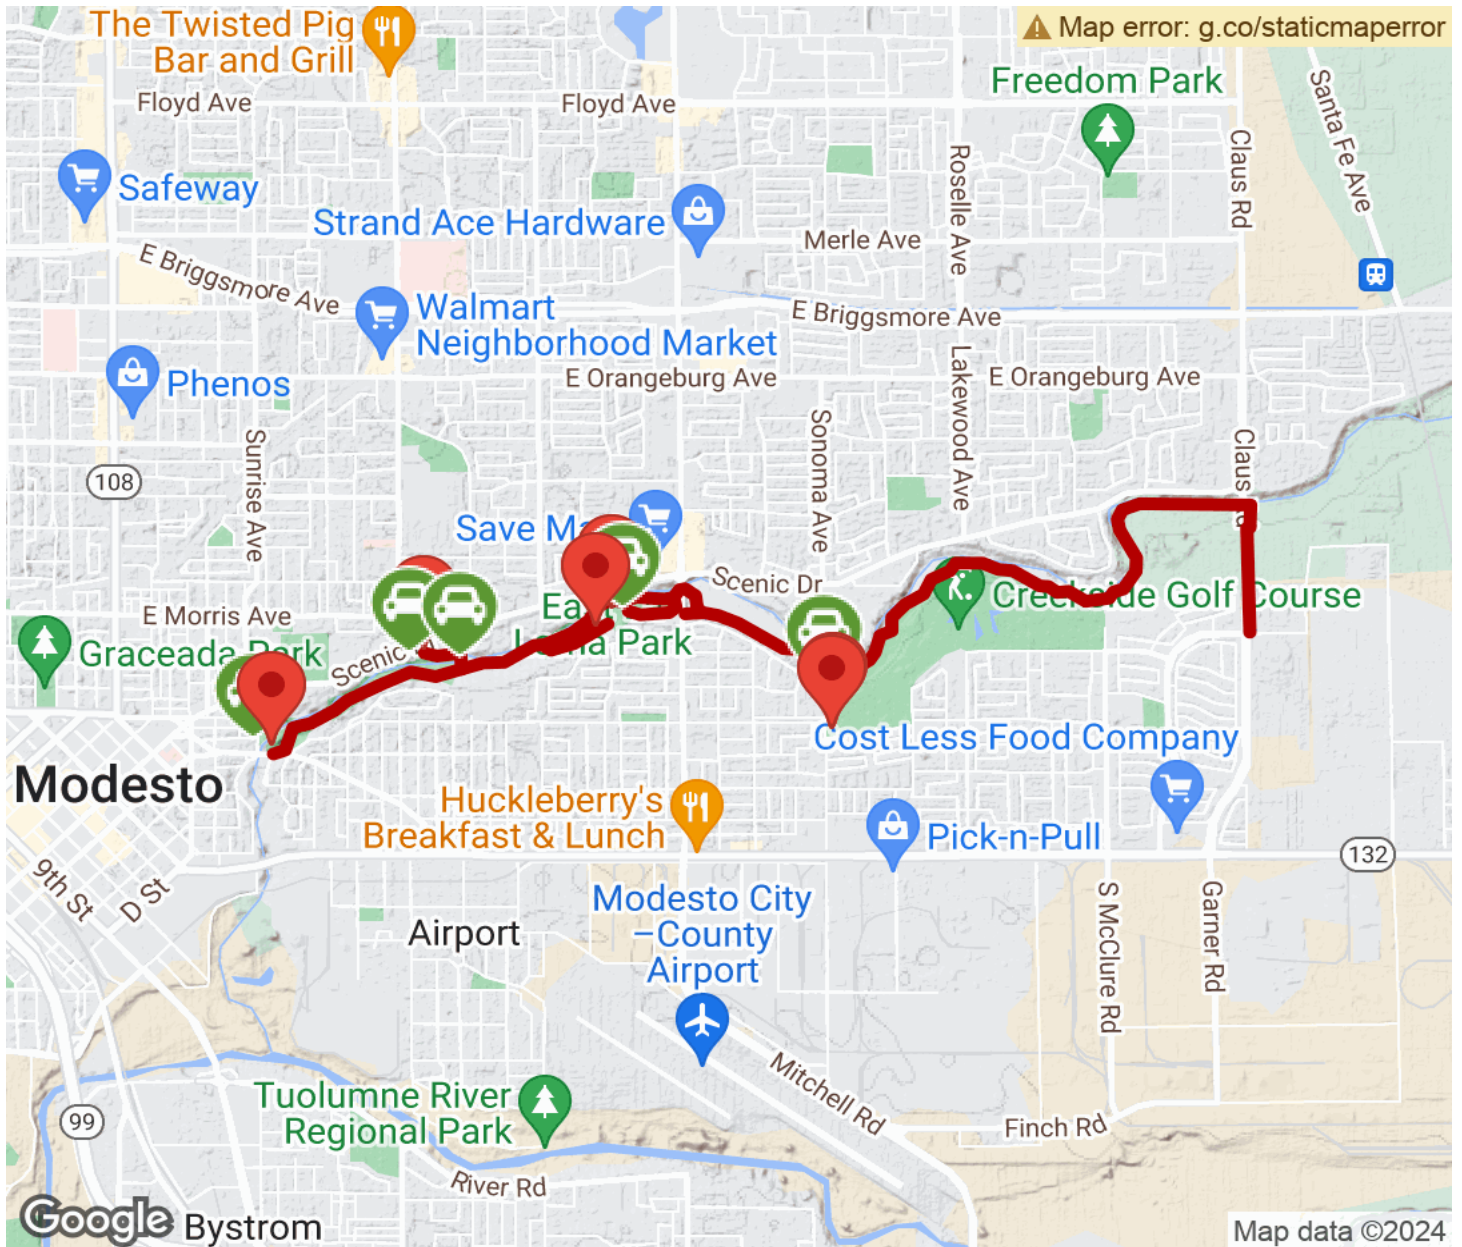 The Twisted Pig
Bar and Grill
Map error: g.co/staticmaperror
Floyd Ave
Floyd Ave
Freedom Park
Santa Fe Ave
Claus Rd
Roselle Ave
Safeway
Strand Ace Hardware
Merle Ave
E Briggsmore Ave
Walmart
Neighborhood Market
E Briggsmore Ave
Phenos
E Orangeburg Ave
E Orangeburg Ave
Lakewood Ave
Sonoma Ave
Sunrise Ave
Claus
108
Save
Scenic Dr
E Morris Ave
Creekside Golf Course
Graceada Park
Scenic
Park
Cost Less Food Company
Modesto
Huckleberry's
Breakfast & Lunch
Pick-n-Pull
132
9th St
D St
Modesto City
–County
Airport
Airport
S McClure Rd
Garner Rd
Mitchell Rd
Tuolumne River
Regional Park
Finch Rd
99
River Rd
Google
Bystrom
Map data ©2024